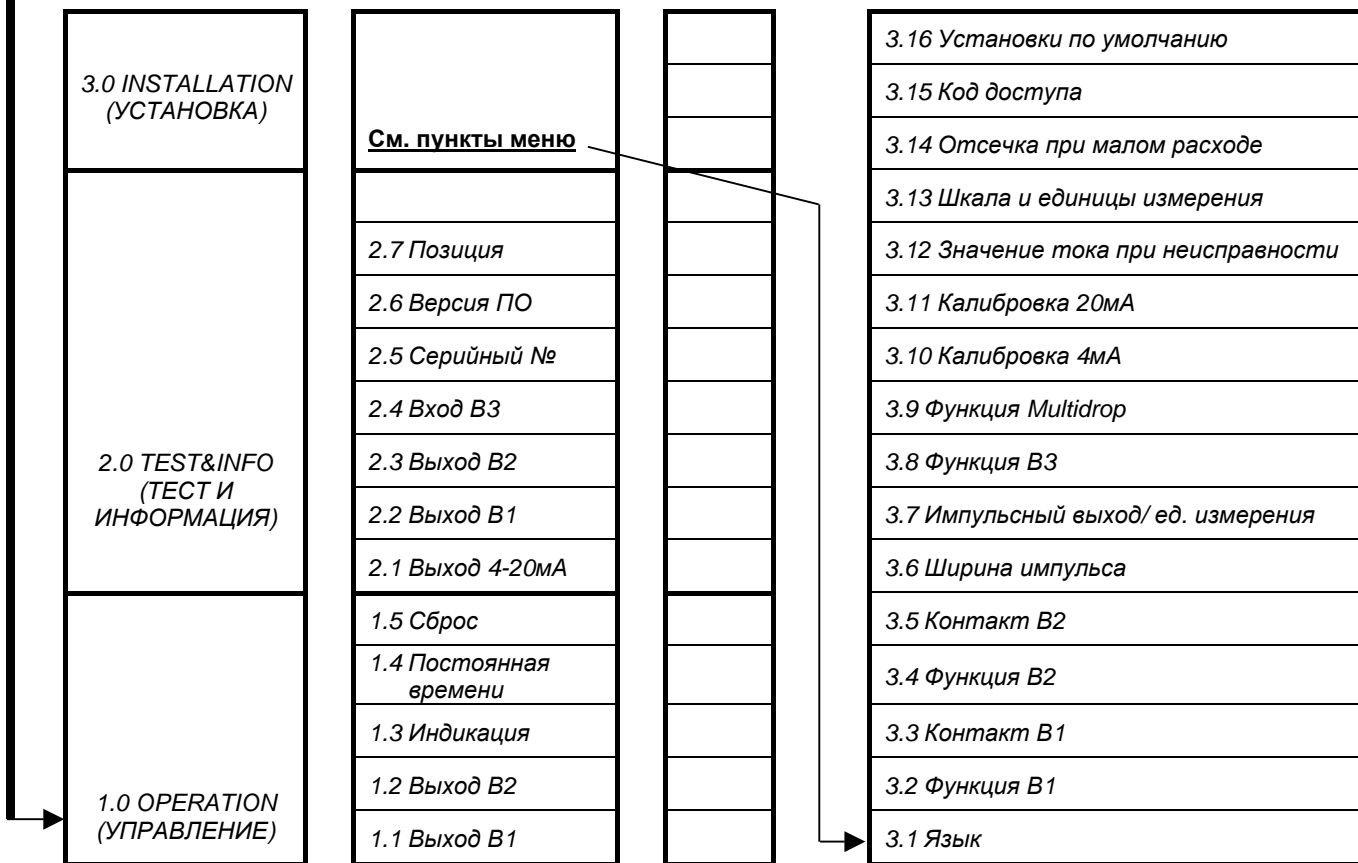 3.0 INSTALLATION
(УСТАНОВКА)
2.0 TEST&INFO
(ТЕСТ И
ИНФОРМАЦИЯ)
1.0 OPERATION
(УПРАВЛЕНИЕ)
См. пункты меню
2.7 Позиция
2.6 Версия ПО
2.5 Серийный №
2.4 Вход В3
2.3 Выход В2
2.2 Выход В1
2.1 Выход 4-20мА
1.5 Сброс
1.4 Постоянная
времени
1.3 Индикация
1.2 Выход В2
1.1 Выход В1
3.16 Установки по умолчанию
3.15 Код доступа
3.14 Отсечка при малом расходе
3.13 Шкала и единицы измерения
3.12 Значение тока при неисправности
3.11 Калибровка 20мА
3.10 Калибровка 4мА
3.9 Функция Multidrop
3.8 Функция В3
3.7 Импульсный выход/ ед. измерения
3.6 Ширина импульса
3.5 Контакт В2
3.4 Функция В2
3.3 Контакт В1
3.2 Функция В1
3.1 Язык